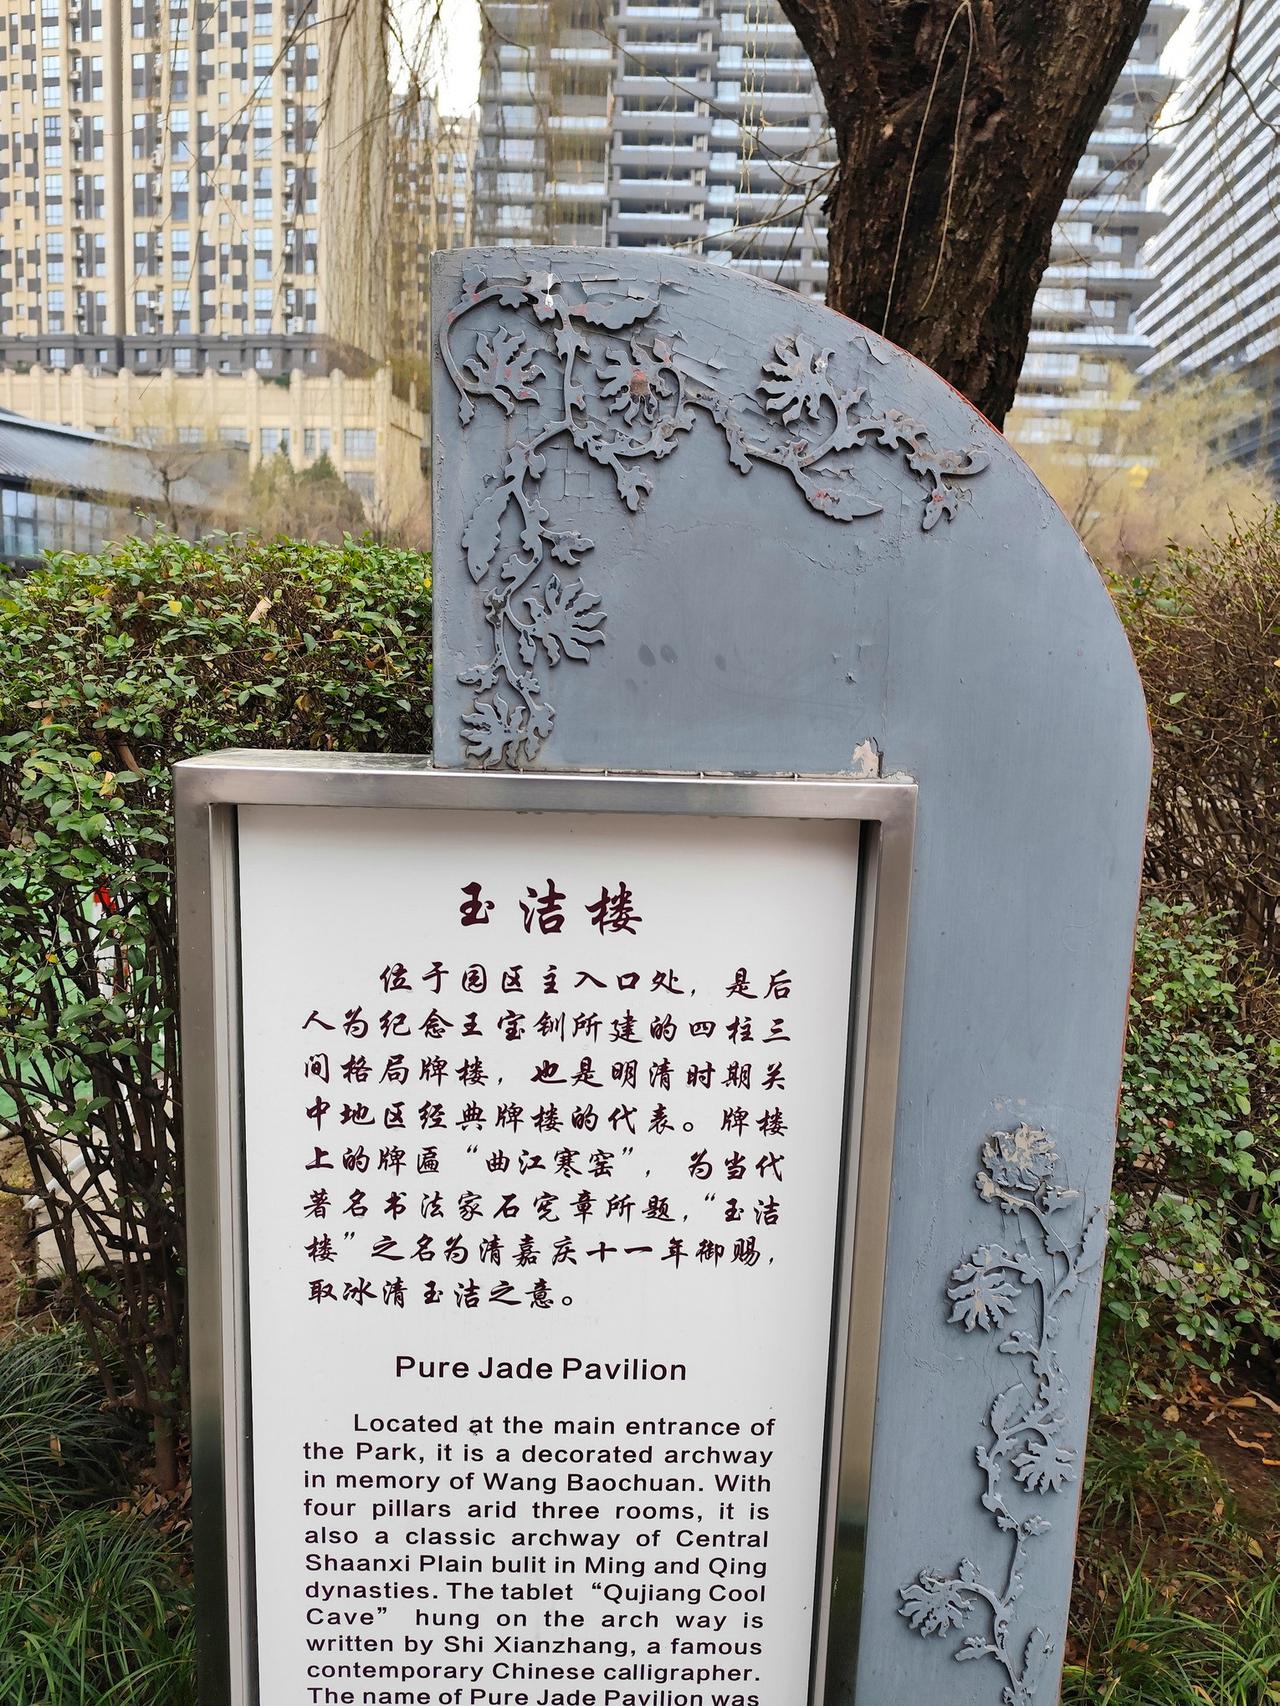 玉洁楼
位于园区主入口处，是后
人为纪念王宝钏所建的四柱三
间格局牌楼，也是明清时期关
中地区经典牌楼的代表。牌楼
上的牌匾“曲江寒窑”，为当代
著名书法家石宪章所题，“玉洁
楼”之名为清嘉庆十一年御赐，
取冰清玉洁之意。
Pure Jade Pavilion
Located at the main entrance of
the Park, it is a decorated archway
in memory of Wang Baochuan. With
four pillars arid three rooms, it is
also a classic archway of Central
Shaanxi Plain bulit in Ming and Qing
dynasties. The tablet “Qujiang Cool
Cave” hung on the arch way is
written by Shi Xianzhang, a famous
contemporary Chinese calligrapher.
The name of Pure Jade Pavilion was